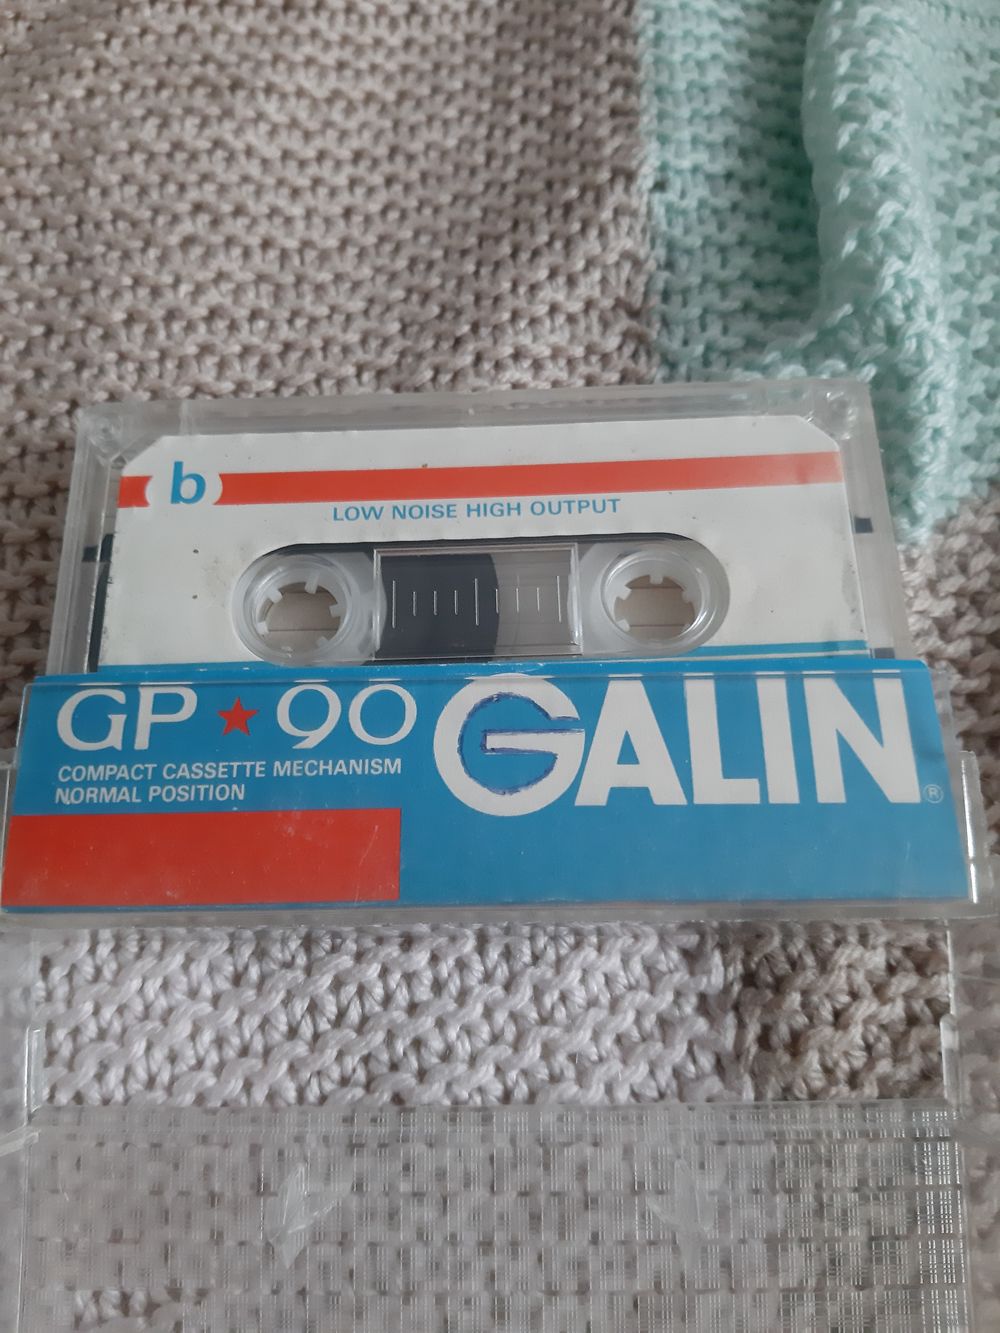 b
LOW NOISE HIGH OUTPUT
GP★90
COMPACT CASSETTE MECHANISM
NORMAL POSITION
GALIN®